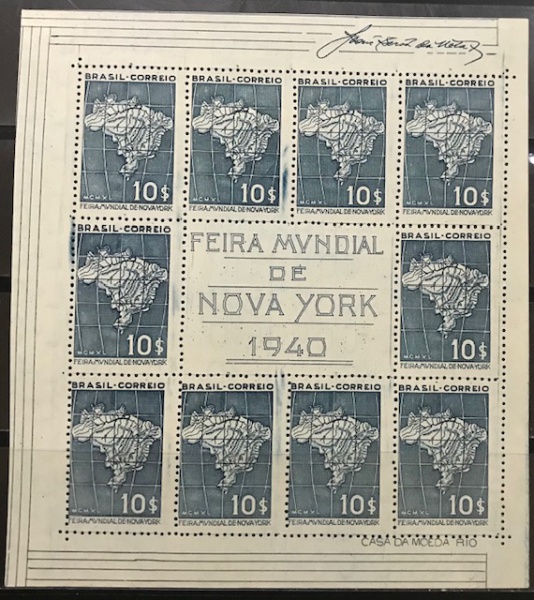 BRASIL-CORREIO BRASIL-CORREIO BRASIL-CORREIO BRASIL-CORREIO
MCMXL 10$ MCMXL 10$ MCMXL 10$ MCMXL 10$
FEIRA MVNDIAL DE NOVA YORK FEIRA MVNDIAL DE NOVA YORK FEIRA MVNDIAL DE NOVA YORK FEIRA MVNDIAL DE NOVA YORK
BRASIL-CORREIO
MCMXL 10$
FEIRA MVNDIAL DE NOVA YORK
FEIRA MVNDIAL
DE
NOVA YORK
1940
BRASIL-CORREIO
MCMXL 10$
FEIRA MVNDIAL DE NOVA YORK
BRASIL-CORREIO BRASIL-CORREIO BRASIL-CORREIO BRASIL-CORREIO
MCMXL 10$ MCMXL 10$ MCMXL 10$ MCMXL 10$
FEIRA MVNDIAL DE NOVA YORK FEIRA MVNDIAL DE NOVA YORK FEIRA MVNDIAL DE NOVA YORK FEIRA MVNDIAL DE NOVA YORK
CASA DA MOEDA RIO